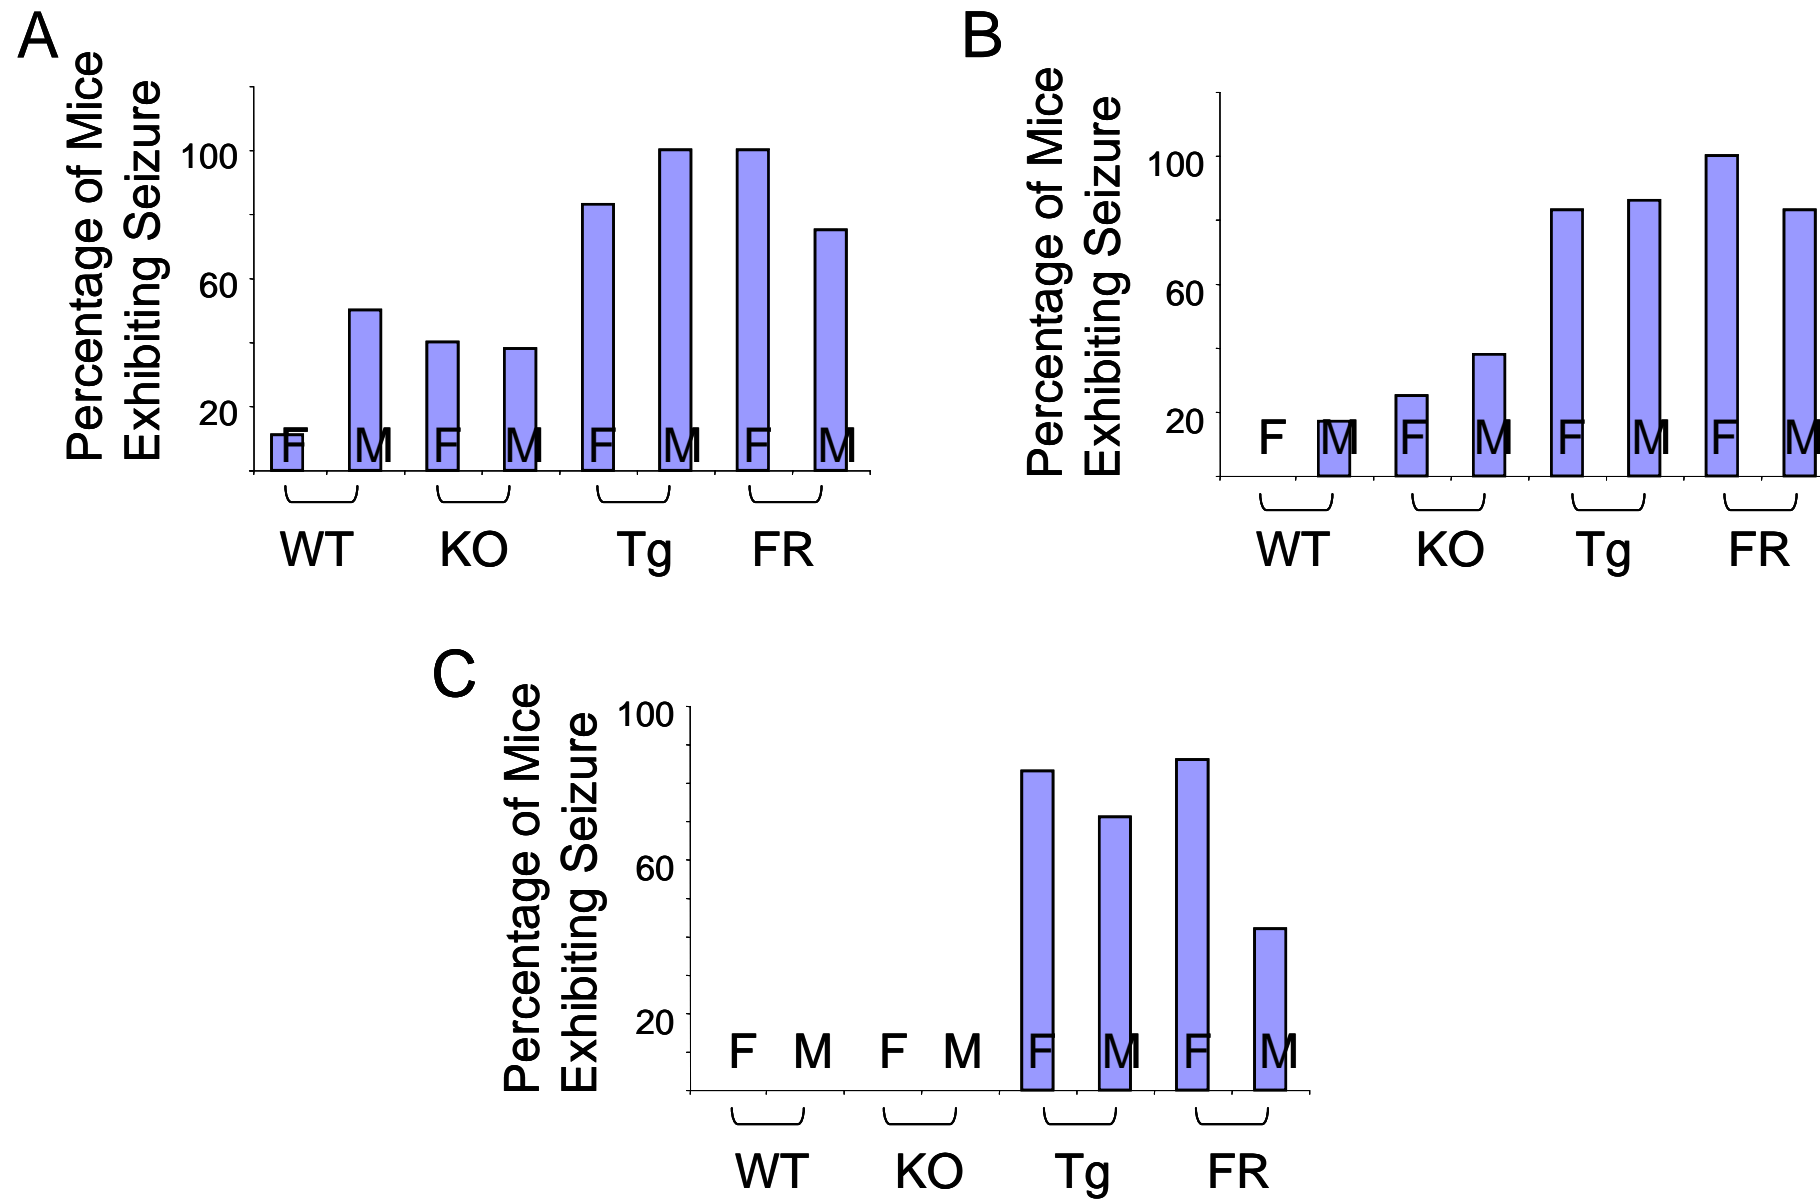 A
Percentage of Mice
Exhibiting Seizure
100
60
20
F M F M F M F M
WT KO Tg FR
B
Percentage of Mice
Exhibiting Seizure
100
60
20
F M F M F M F M
WT KO Tg FR
C
Percentage of Mice
Exhibiting Seizure
100
60
20
F M F M F M F M
WT KO Tg FR